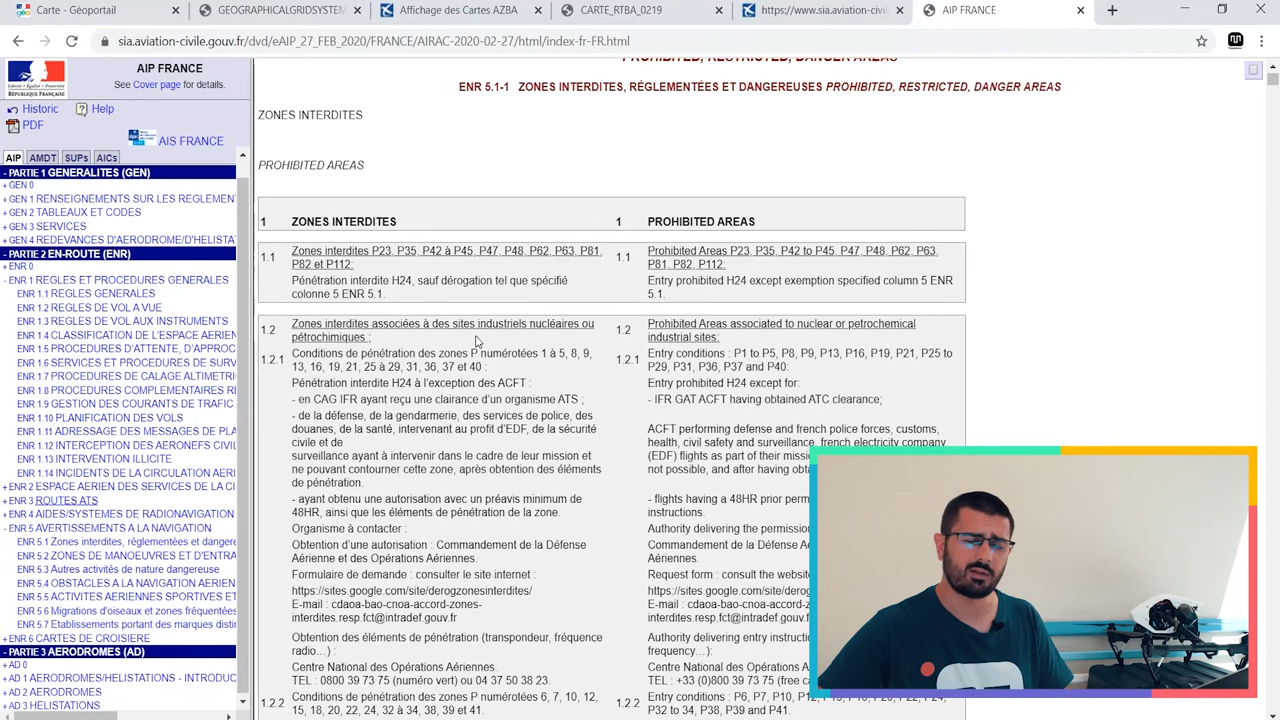 Carte - Géoportail
GEOGRAPHICALGRIDSYSTEM
Affichage des Cartes AZBA
CARTE_RTBA_0219
https://www.sia.aviation-civil
AIP FRANCE
sia.aviation-civile.gouv.fr/dvd/eAIP_27_FEB_2020/FRANCE/AIRAC-2020-02-27/html/index-fr-FR.html
AIP FRANCE
See Cover page for details.
Historic
Help
PDF
AIS FRANCE
AIP AMDT SUPs AICs
- PARTIE 1 GENERALITES (GEN)
+ GEN 0
+ GEN 1 RENSEIGNEMENTS SUR LES REGLEMENT
+ GEN 2 TABLEAUX ET CODES
+ GEN 3 SERVICES
+ GEN 4 REDEVANCES D'AERODROME/D'HELISTA
- PARTIE 2 EN-ROUTE (ENR)
+ ENR 0
- ENR 1 REGLES ET PROCEDURES GENERALES
ENR 1.1 REGLES GENERALES
ENR 1.2 REGLES DE VOL A VUE
ENR 1.3 REGLES DE VOL AUX INSTRUMENTS
ENR 1.4 CLASSIFICATION DE L'ESPACE AERIEN
ENR 1.5 PROCEDURES D'ATTENTE, D'APPROC
ENR 1.6 SERVICES ET PROCEDURES DE SURV
ENR 1.7 PROCEDURES DE CALAGE ALTIMETRIC
ENR 1.8 PROCEDURES COMPLEMENTAIRES R
ENR 1.9 GESTION DES COURANTS DE TRAFIC
ENR 1.10 PLANIFICATION DES VOLS
ENR 1.11 ADRESSAGE DES MESSAGES DE PLA
ENR 1.12 INTERCEPTION DES AERONEFS CIVIL
ENR 1.13 INTERVENTION ILLICITE
ENR 1.14 INCIDENTS DE LA CIRCULATION AERI
+ ENR 2 ESPACE AERIEN DES SERVICES DE LA CI
+ ENR 3 ROUTES ATS
+ ENR 4 AIDES/SYSTEMES DE RADIONAVIGATION
- ENR 5 AVERTISSEMENTS A LA NAVIGATION
ENR 5.1 Zones interdites, réglementées et danger
ENR 5.2 ZONES DE MANOEUVRES ET D'ENTRA
ENR 5.3 Autres activités de nature dangereuse
ENR 5.4 OBSTACLES A LA NAVIGATION AERIEN
ENR 5.5 ACTIVITES AERIENNES SPORTIVES ET
ENR 5.6 Migrations d'oiseaux et zones fréquentées
ENR 5.7 Etablissements portant des marques distin
+ ENR 6 CARTES DE CROISIERE
- PARTIE 3 AERODROMES (AD)
+ AD 0
+ AD 1 AERODROMES/HELISTATIONS - INTRODUC
+ AD 2 AERODROMES
+ AD 3 HELISTATIONS
PROHIBITED, RESTRICTED, DANGER AREAS
ENR 5.1-1 ZONES INTERDITES, RÉGLEMENTÉES ET DANGEREUSES PROHIBITED, RESTRICTED, DANGER AREAS
ZONES INTERDITES
PROHIBITED AREAS
1 ZONES INTERDITES
1.1 Zones interdites P23, P35, P42 à P45, P47, P48, P62, P63, P81,
P82 et P112:
Pénétration interdite H24, sauf dérogation tel que spécifié
colonne 5 ENR 5.1.
1.2 Zones interdites associées à des sites industriels nucléaires ou
pétrochimiques ;
1.2.1 Conditions de pénétration des zones P numérotées 1 à 5, 8, 9,
13, 16, 19, 21, 25 à 29, 31, 36, 37 et 40 :
Pénétration interdite H24 à l'exception des ACFT :
- en CAG IFR ayant reçu une clairance d'un organisme ATS ;
- de la défense, de la gendarmerie, des services de police, des
douanes, de la santé, intervenant au profit d'EDF, de la sécurité
civile et de
surveillance ayant à intervenir dans le cadre de leur mission et
ne pouvant contourner cette zone, après obtention des éléments
de pénétration.
- ayant obtenu une autorisation avec un préavis minimum de
48HR, ainsi que les éléments de pénétration de la zone.
Organisme à contacter :
Obtention d'une autorisation : Commandement de la Défense
Aérienne et des Opérations Aériennes.
Formulaire de demande : consulter le site internet :
https://sites.google.com/site/derogzonesinterdites/
E-mail : cdaoa-bao-cnoa-accord-zones-
interdites.resp.fct@intradef.gouv.fr
Obtention des éléments de pénétration (transpondeur, fréquence
radio…) :
Centre National des Opérations Aériennes.
TEL : 0800 39 73 75 (numéro vert) ou 04 37 50 38 23.
1.2.2 Conditions de pénétration des zones P numérotées 6, 7, 10, 12,
15, 18, 20, 22, 24, 32 à 34, 38, 39 et 41.
1 PROHIBITED AREAS
1.1 Prohibited Areas P23, P35, P42 to P45, P47, P48, P62, P63,
P81, P82, P112:
Entry prohibited H24 except exemption specified column 5 ENR
5.1.
1.2 Prohibited Areas associated to nuclear or petrochemical
industrial sites:
1.2.1 Entry conditions : P1 to P5, P8, P9, P13, P16, P19, P21, P25 to
P29, P31, P36, P37 and P40:
Entry prohibited H24 except for:
- IFR GAT ACFT having obtained ATC clearance;
ACFT performing defense and french police forces, customs,
health, civil safety and surveillance, french electricity company
(EDF) flights as part of their mission
not possible, and after having obta
- flights having a 48HR prior perm
instructions.
Authority delivering the permission
Commandement de la Défense Aé
Aériennes.
Request form : consult the website
https://sites.google.com/site/derog
E-mail : cdaoa-bao-cnoa-accord-zo
interdites.resp.fct@intradef.gouv.f
Authority delivering entry instruction
frequency…):
Centre National des Opérations Aé
TEL : +33 (0)800 39 73 75 (free ca
1.2.2 Entry conditions : P6, P7, P10, P12
P32 to P34, P38, P39 and P41.